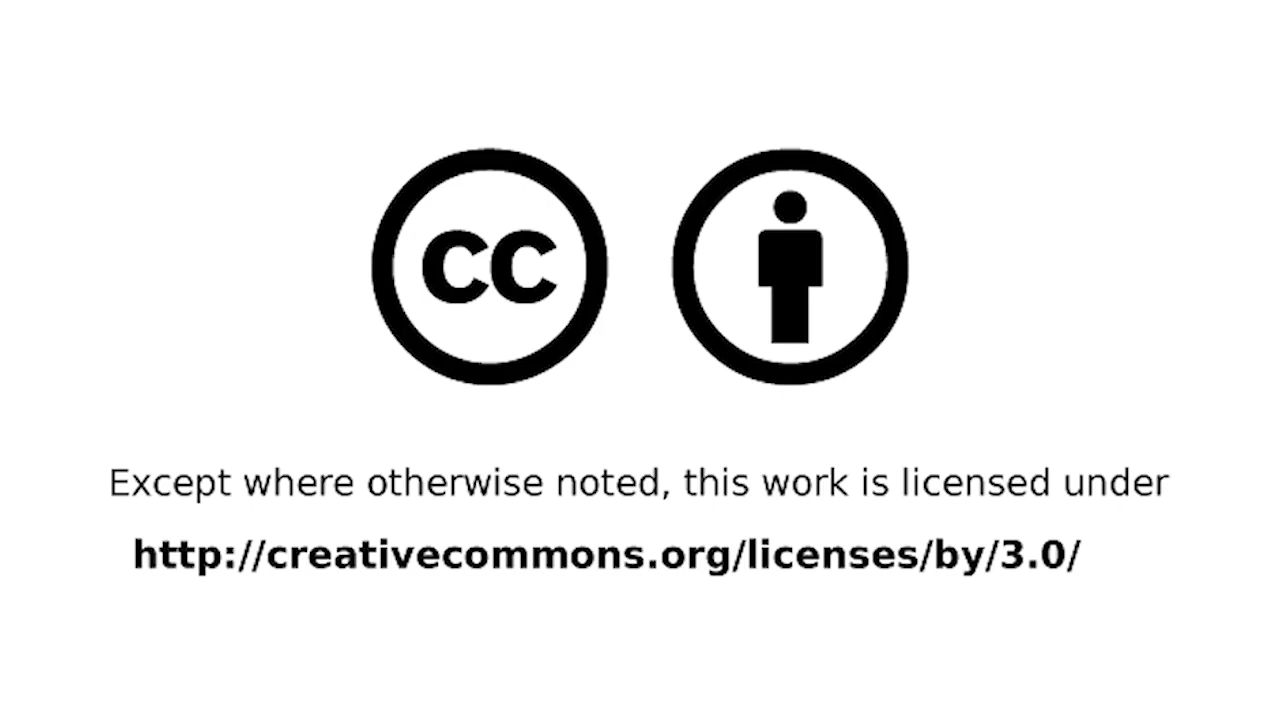 cc
Except where otherwise noted, this work is licensed under
http://creativecommons.org/licenses/by/3.0/